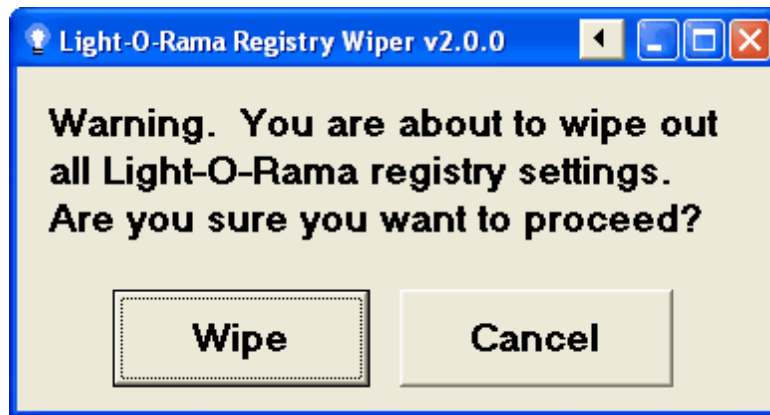 Light-O-Rama Registry Wiper v2.0.0
Warning.  You are about to wipe out
all Light-O-Rama registry settings.
Are you sure you want to proceed?
Wipe
Cancel